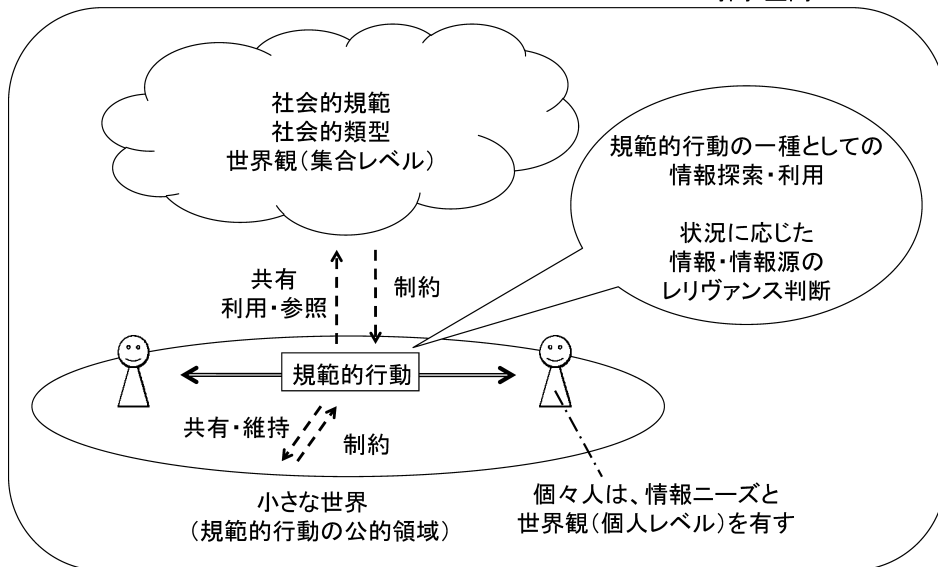 社会的規範
社会的類型
世界観(集合レベル)
規範的行動の一種としての
情報探索・利用
状況に応じた
情報・情報源の
レリヴァンス判断
共有
利用・参照
制約
規範的行動
共有・維持
制約
小さな世界
(規範的行動の公的領域)
個々人は、情報ニーズと
世界観(個人レベル)を有す